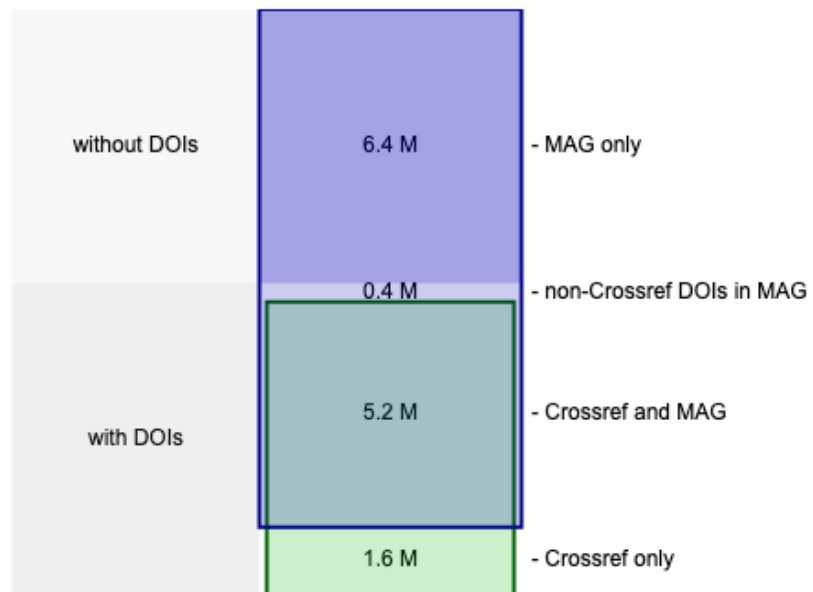 without DOIs 6.4 M - MAG only
0.4 M - non-Crossref DOIs in MAG
5.2 M - Crossref and MAG
with DOIs
1.6 M - Crossref only